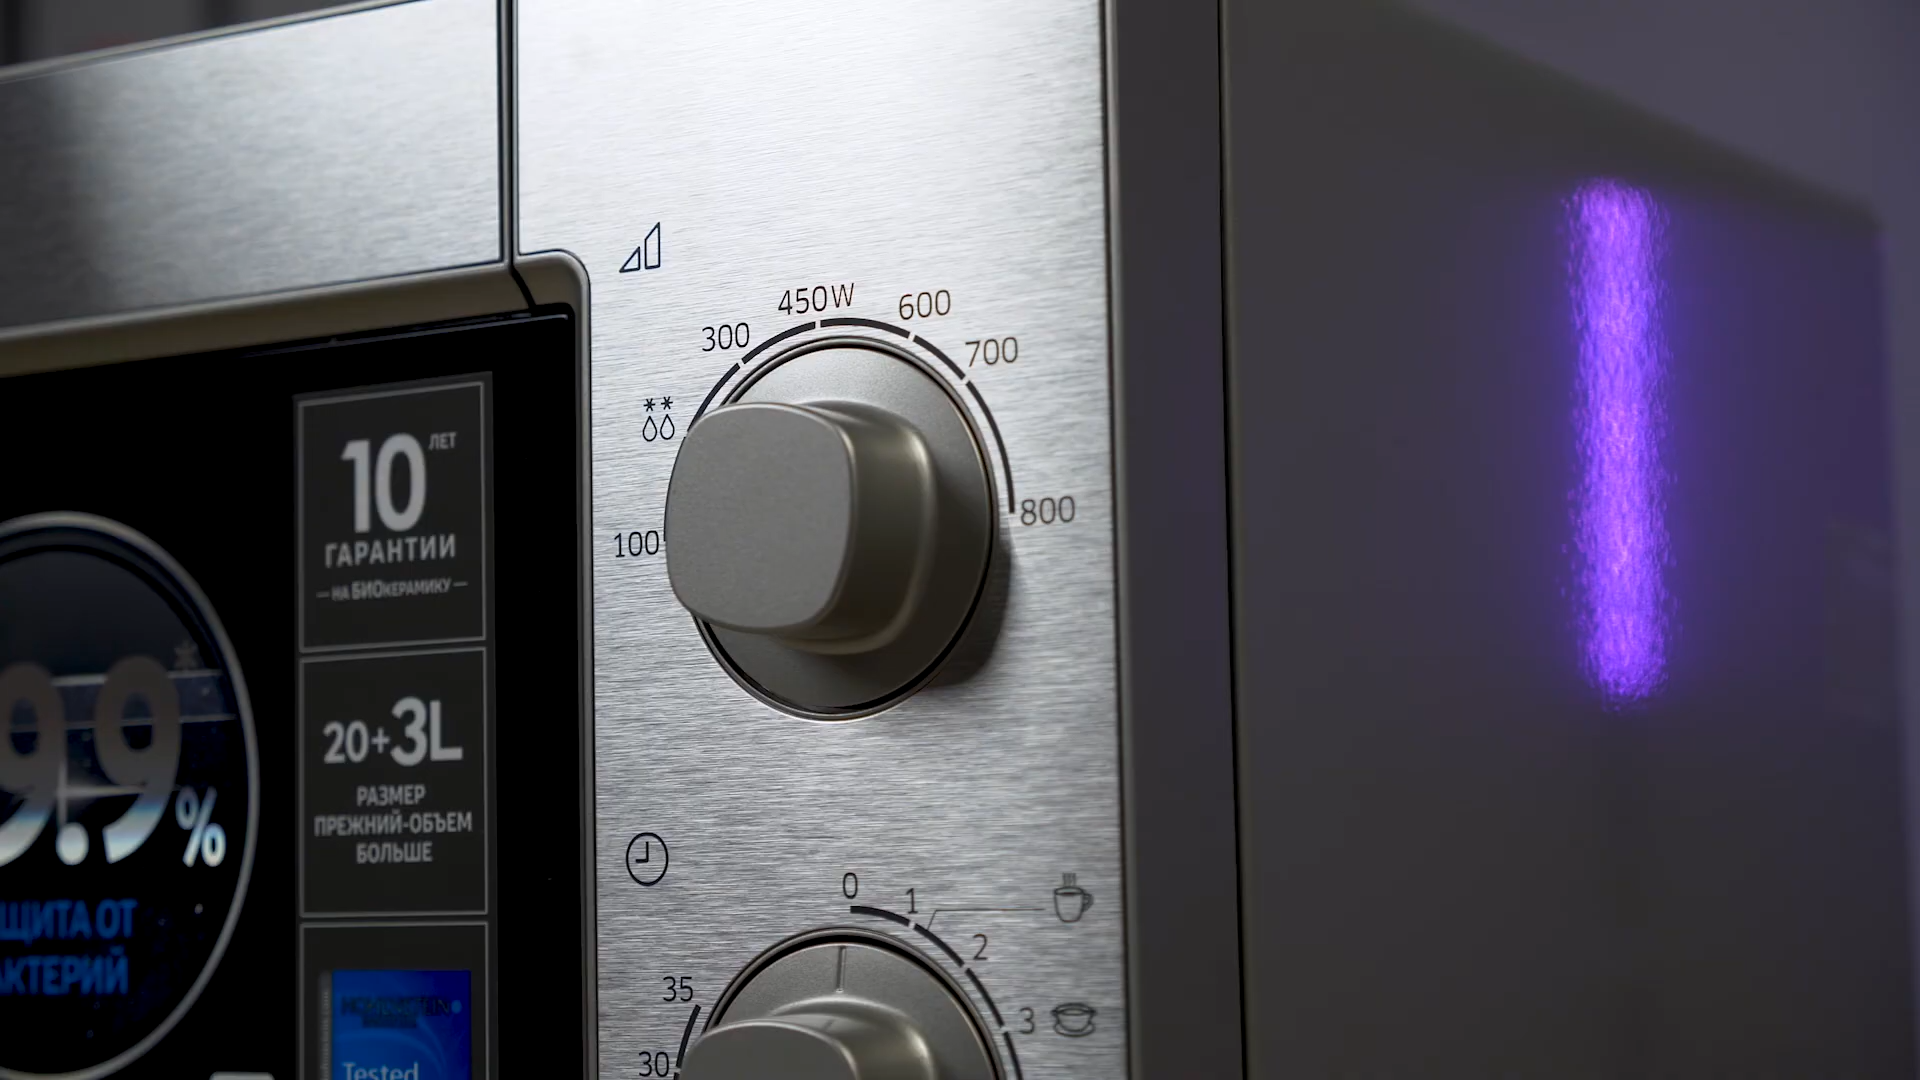 450W
600
300
700
800
100
10 ЛЕТ
ГАРАНТИИ
— НА БИОКЕРАМИКУ —
20+3L
РАЗМЕР
ПРЕЖНИЙ-ОБЪЕМ
БОЛЬШЕ
9.9%
ЩИТА ОТ
АКТЕРИЙ
Tested
0
1
2
3
35
30